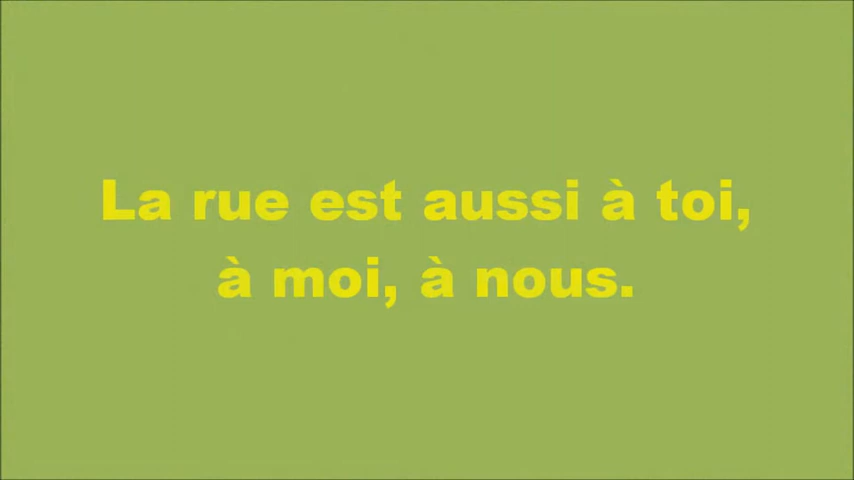 La rue est aussi à toi,
à moi, à nous.